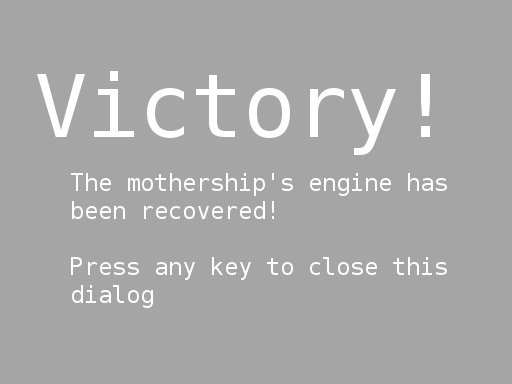 Victory!
The mothership's engine has
been recovered!
Press any key to close this
dialog